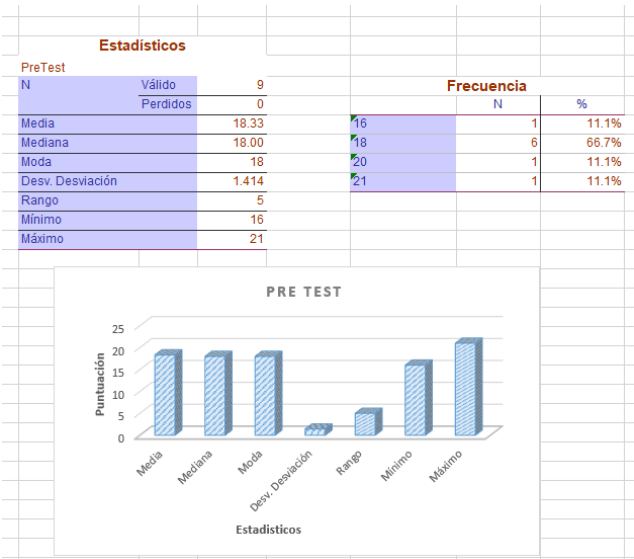 Estadísticos
PreTest
N Válido 9
Perdidos 0
Media 18.33
Mediana 18.00
Moda 18
Desv. Desviación 1.414
Rango 5
Mínimo 16
Máximo 21
Frecuencia
N %
16 1 11.1%
18 6 66.7%
20 1 11.1%
21 1 11.1%
PRE TEST
Puntuación
25
20
15
10
5
0
Media Mediana Moda Desv. Desviación Rango Mínimo Máximo
Estadisticos